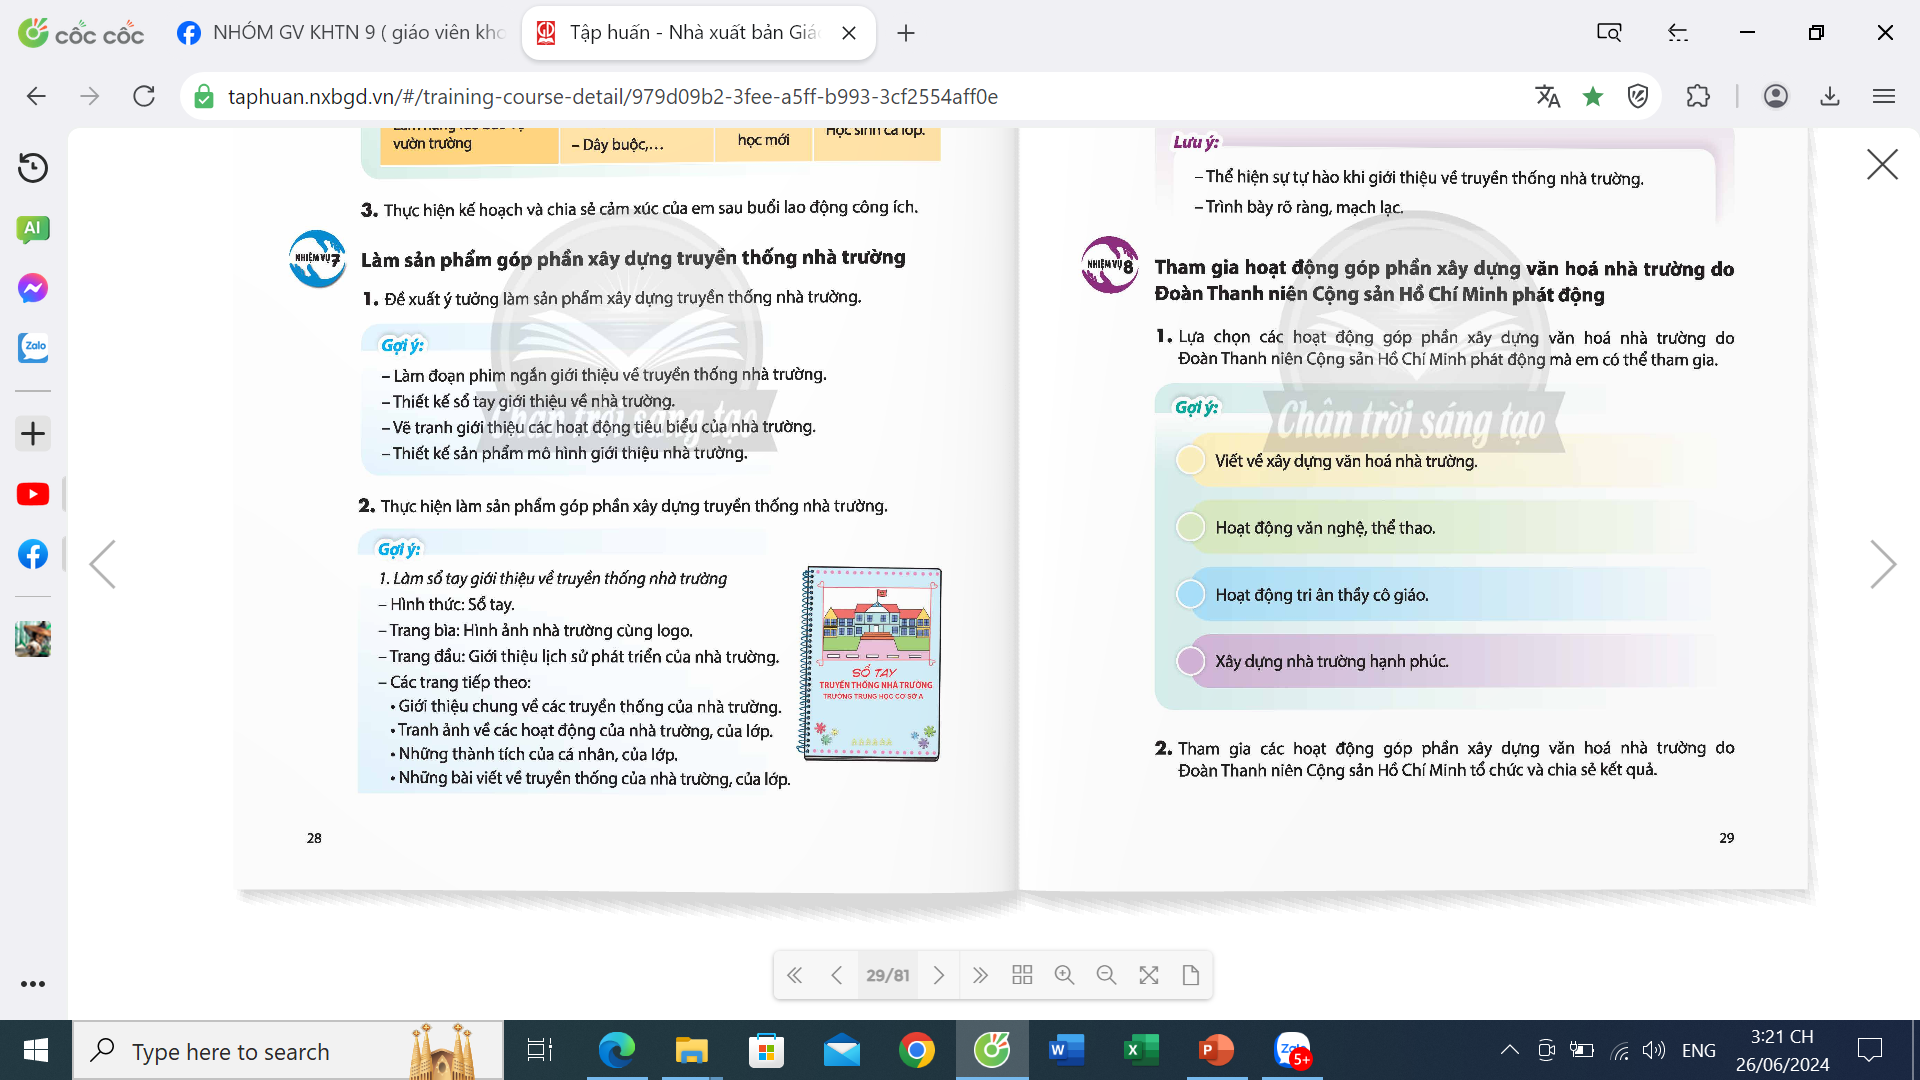 cốc cốc
NHÓM GV KHTN 9 ( giáo viên kho
Tập huấn - Nhà xuất bản Giáo
taphuan.nxbgd.vn/#/training-course-detail/979d09b2-3fee-a5ff-b993-3cf2554aff0e
AI
Zalo
vườn trường
– Dây buộc,…
học mới
Học sinh cả lớp.
3. Thực hiện kế hoạch và chia sẻ cảm xúc của em sau buổi lao động công ích.
NHIỆM VỤ 7
Làm sản phẩm góp phần xây dựng truyền thống nhà trường
1. Đề xuất ý tưởng làm sản phẩm xây dựng truyền thống nhà trường.
Gợi ý:
– Làm đoạn phim ngắn giới thiệu về truyền thống nhà trường.
– Thiết kế sổ tay giới thiệu về nhà trường.
– Vẽ tranh giới thiệu các hoạt động tiêu biểu của nhà trường.
– Thiết kế sản phẩm mô hình giới thiệu nhà trường.
Chân trời sáng tạo
2. Thực hiện làm sản phẩm góp phần xây dựng truyền thống nhà trường.
Gợi ý:
1. Làm sổ tay giới thiệu về truyền thống nhà trường
– Hình thức: Sổ tay.
– Trang bìa: Hình ảnh nhà trường cùng logo.
– Trang đầu: Giới thiệu lịch sử phát triển của nhà trường.
– Các trang tiếp theo:
• Giới thiệu chung về các truyền thống của nhà trường.
• Tranh ảnh về các hoạt động của nhà trường, của lớp.
• Những thành tích của cá nhân, của lớp.
• Những bài viết về truyền thống của nhà trường, của lớp.
SỔ TAY
TRUYỀN THỐNG NHÀ TRƯỜNG
TRƯỜNG TRUNG HỌC CƠ SỞ A
28
Lưu ý:
– Thể hiện sự tự hào khi giới thiệu về truyền thống nhà trường.
– Trình bày rõ ràng, mạch lạc.
NHIỆM VỤ 8
Tham gia hoạt động góp phần xây dựng văn hoá nhà trường do
Đoàn Thanh niên Cộng sản Hồ Chí Minh phát động
1. Lựa chọn các hoạt động góp phần xây dựng văn hoá nhà trường do
Đoàn Thanh niên Cộng sản Hồ Chí Minh phát động mà em có thể tham gia.
Gợi ý:
Chân trời sáng tạo
Viết về xây dựng văn hoá nhà trường.
Hoạt động văn nghệ, thể thao.
Hoạt động tri ân thầy cô giáo.
Xây dựng nhà trường hạnh phúc.
2. Tham gia các hoạt động góp phần xây dựng văn hoá nhà trường do
Đoàn Thanh niên Cộng sản Hồ Chí Minh tổ chức và chia sẻ kết quả.
29
29/81
Type here to search
5+
ENG
3:21 CH
26/06/2024